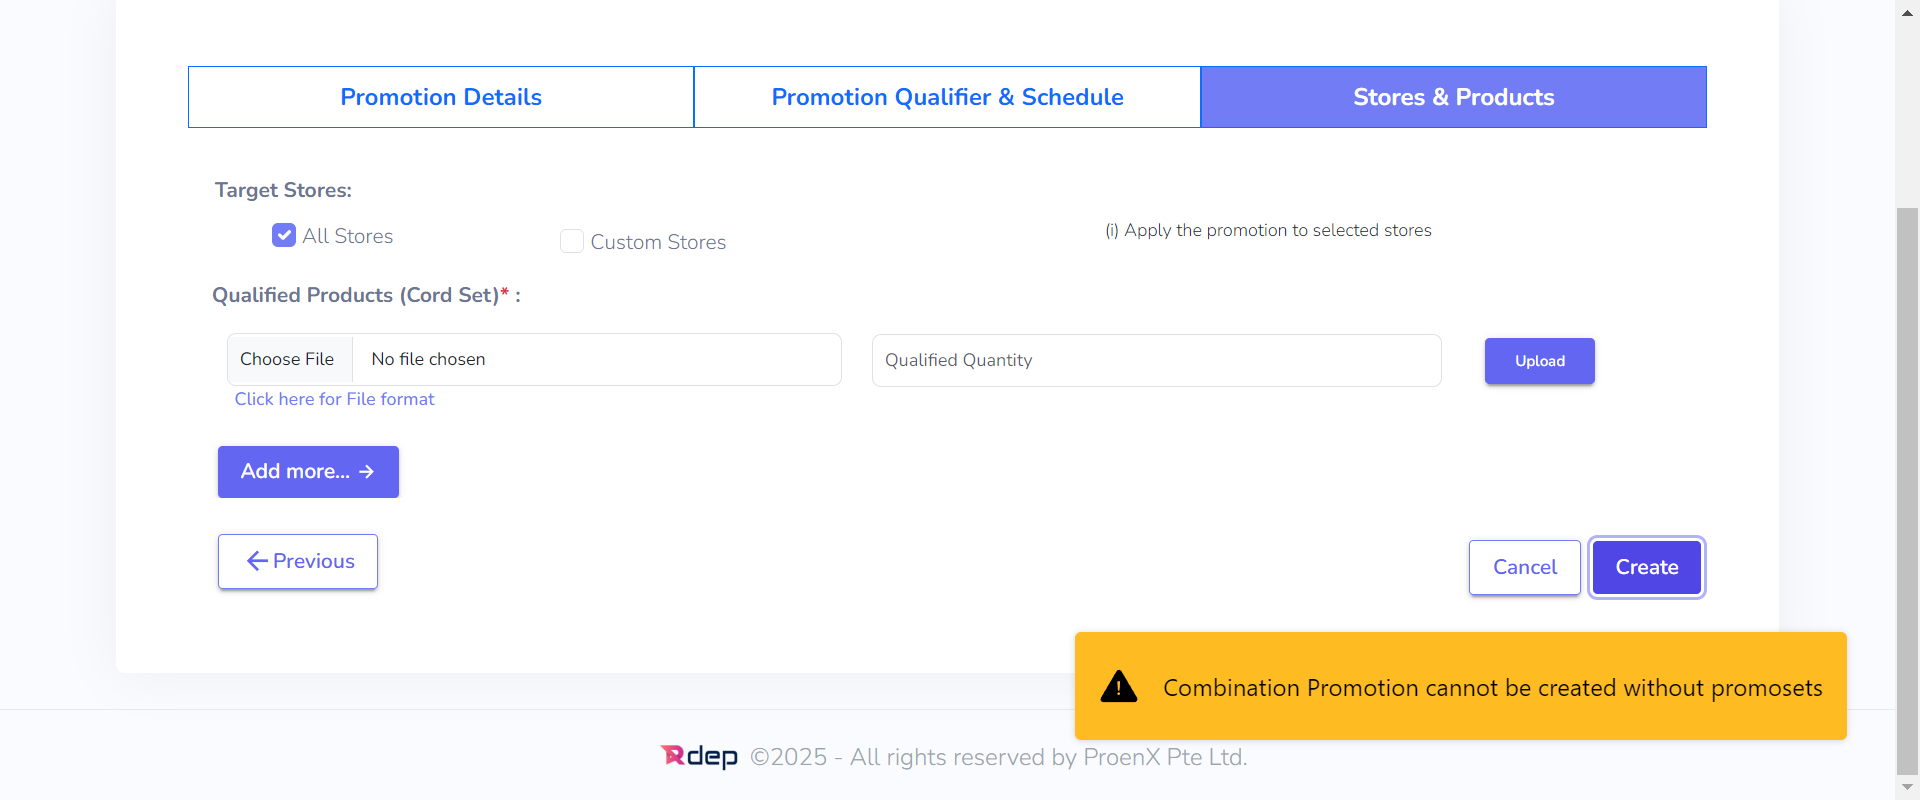 Promotion Details
Promotion Qualifier & Schedule
Stores & Products
Target Stores:
All Stores
Custom Stores
(i) Apply the promotion to selected stores
Qualified Products (Cord Set)* :
Choose File
No file chosen
Qualified Quantity
Upload
Click here for File format
Add more... →
← Previous
Cancel
Create
Combination Promotion cannot be created without promosets
Rdep ©2025 - All rights reserved by ProenX Pte Ltd.